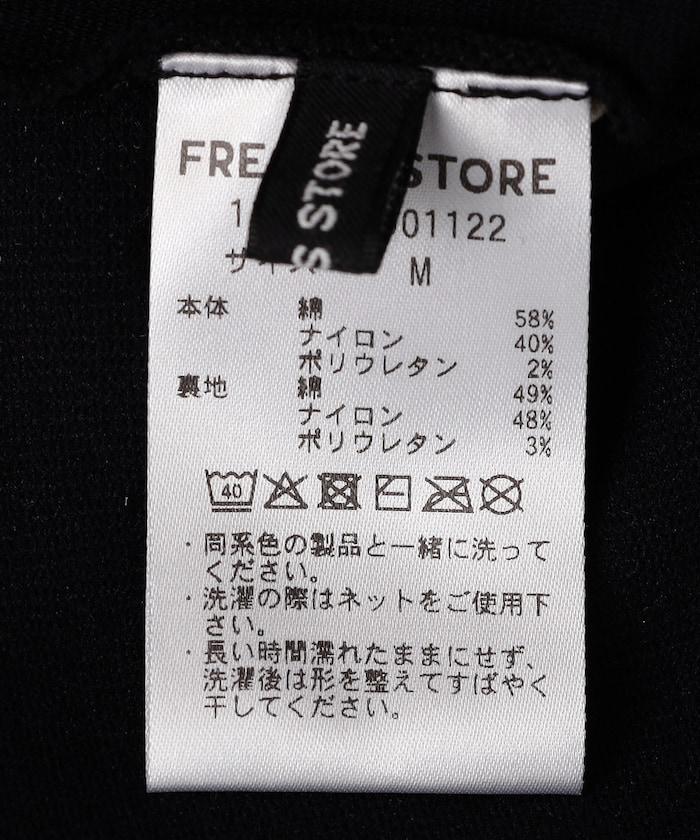 S STORE
FRE STORE
1 01122
サイズ M
本体 綿 58%
ナイロン 40%
ポリウレタン 2%
裏地 綿 49%
ナイロン 48%
ポリウレタン 3%
40
・同系色の製品と一緒に洗って
ください。
・洗濯の際はネットをご使用下
さい。
・長い時間濡れたままにせず、
洗濯後は形を整えてすばやく
干してください。